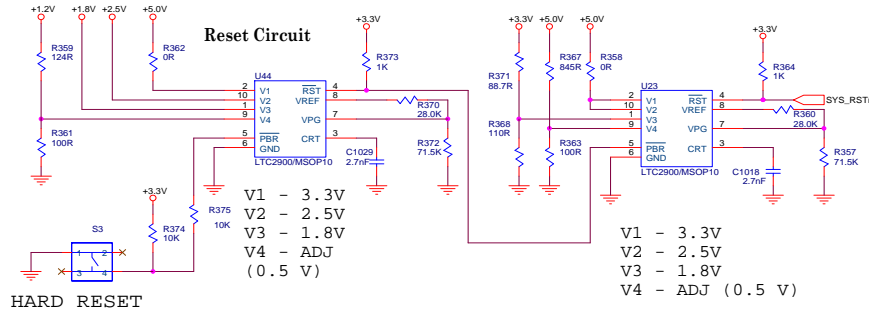 +1.2V +1.8V +2.5V +5.0V
Reset Circuit
+3.3V
+3.3V +5.0V +5.0V
+3.3V
R359
124R
R362
0R
R373
1K
R371
88.7R
R367
845R
R358
0R
R364
1K
U44
2 V1 RST 4
10 V2 VREF 8
1 V3
9 V4 VPG 7
5 PBR CRT 3
6 GND
LTC2900/MSOP10
R370
28.0K
R361
100R
R372
71.5K
C1029
2.7nF
U23
2 V1 RST 4
10 V2 VREF 8
1 V3
9 V4 VPG 7
5 PBR CRT 3
6 GND
LTC2900/MSOP10
SYS_RST
R360
28.0K
R368
110R
R363
100R
R357
71.5K
C1018
2.7nF
+3.3V
R374
10K
R375
10K
S3
1 2
3 4
HARD RESET
V1 - 3.3V
V2 - 2.5V
V3 - 1.8V
V4 - ADJ
(0.5 V)
V1 - 3.3V
V2 - 2.5V
V3 - 1.8V
V4 - ADJ (0.5 V)